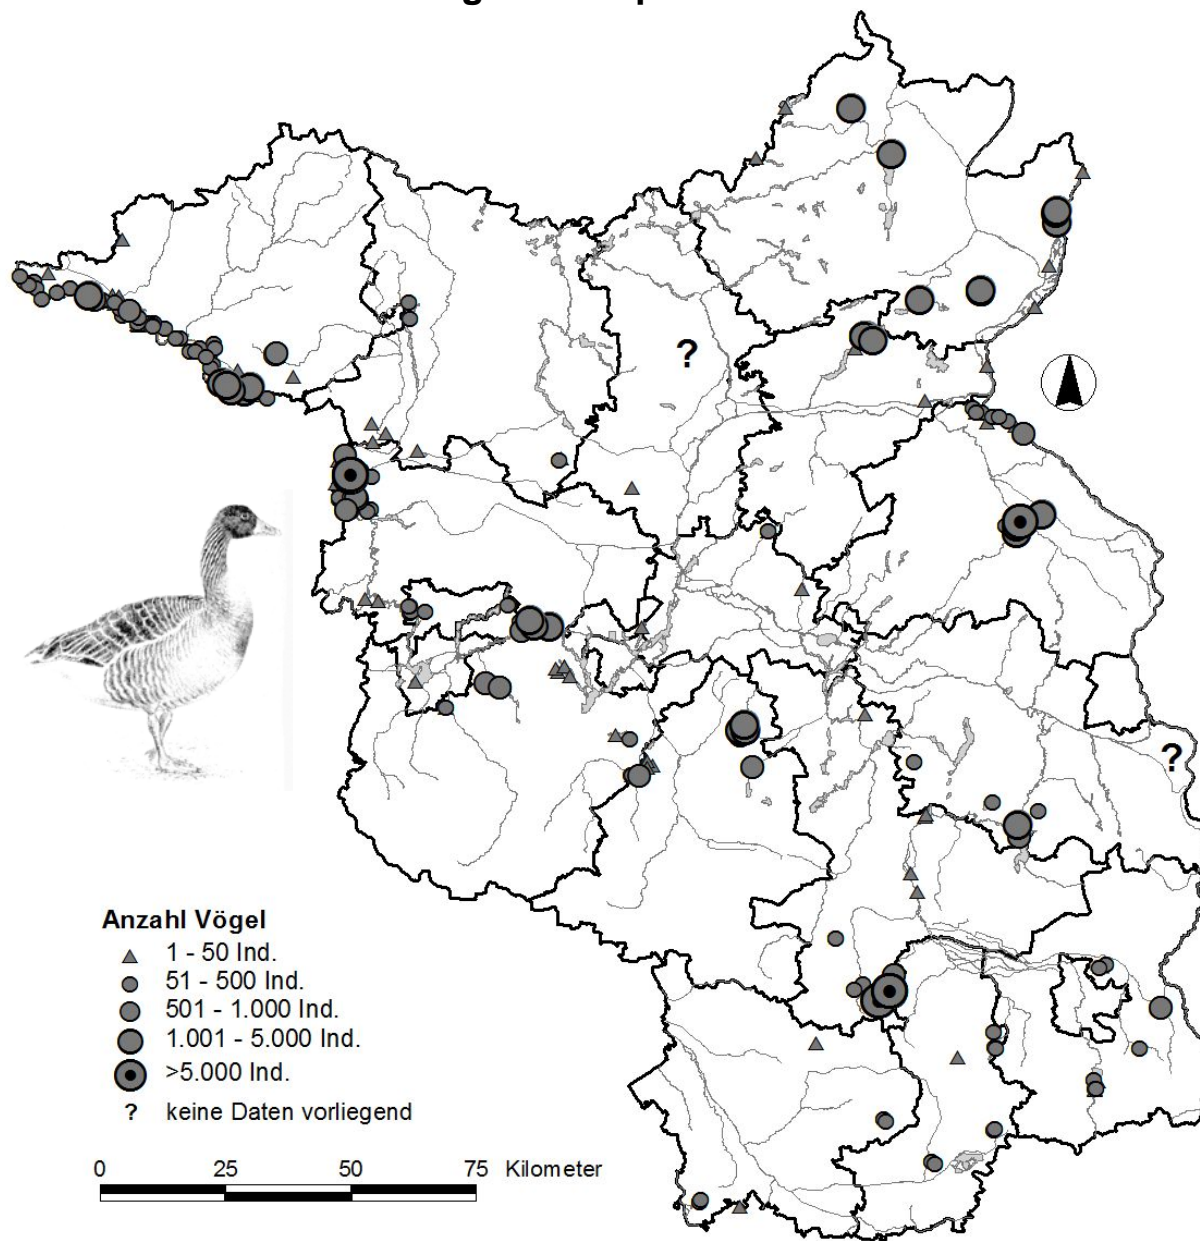 ?
?
Anzahl Vögel
1 - 50 Ind.
51 - 500 Ind.
501 - 1.000 Ind.
1.001 - 5.000 Ind.
>5.000 Ind.
? keine Daten vorliegend
0 25 50 75 Kilometer